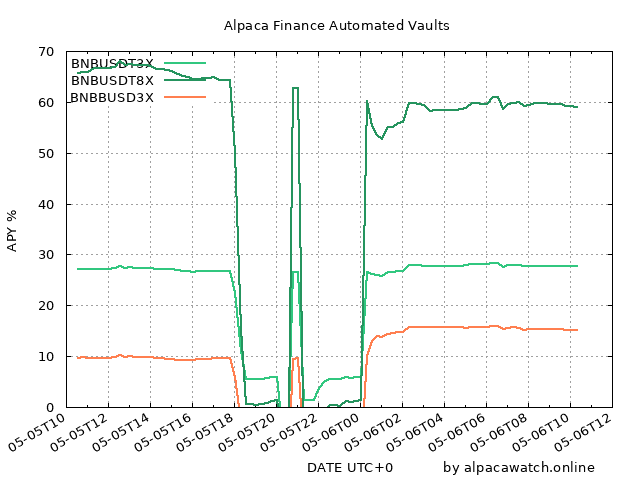 Alpaca Finance Automated Vaults
70
60
50
40
30
20
10
0
APY %
BNBUSDT3X
BNBUSDT8X
BNBBUSD3X
05-05T10
05-05T12
05-05T14
05-05T16
05-05T18
05-05T20
05-05T22
05-06T00
05-06T02
05-06T04
05-06T06
05-06T08
05-06T10
05-06T12
DATE UTC+0
by alpacawatch.online